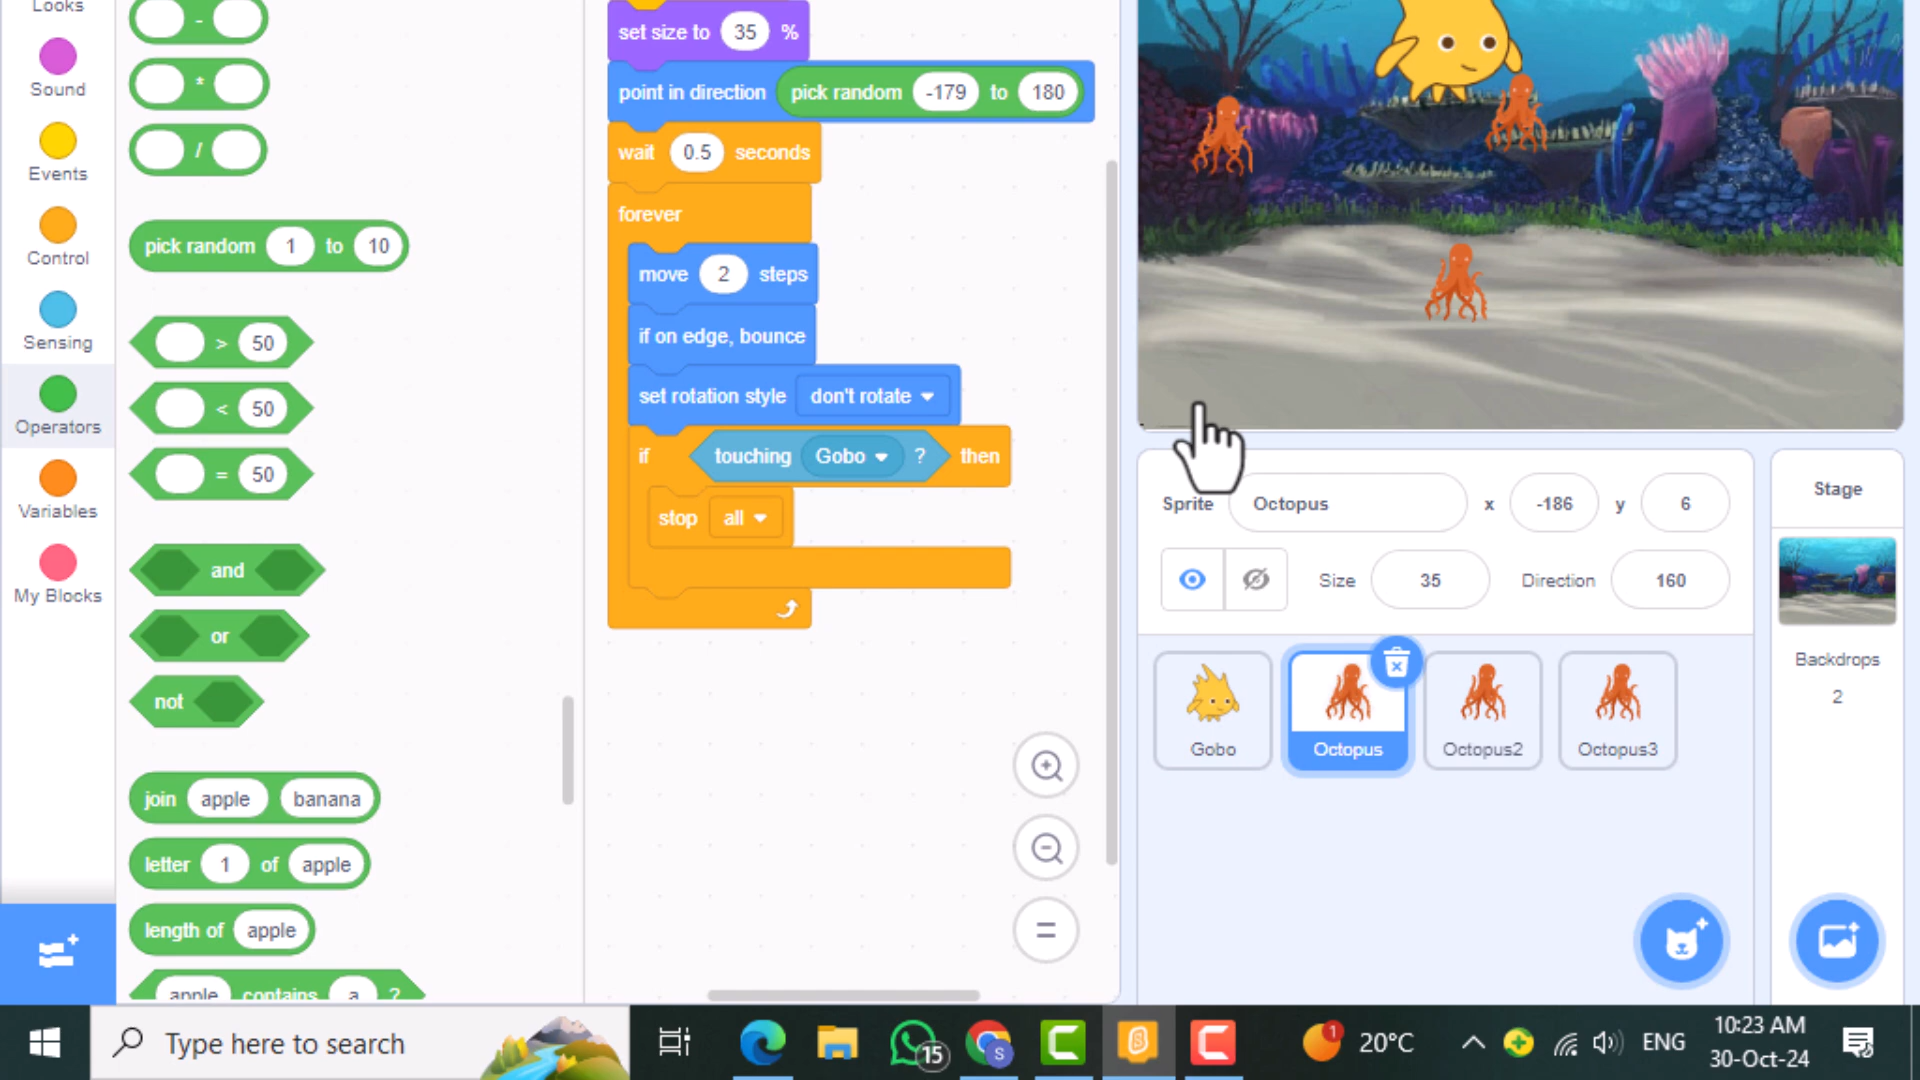 Looks
Sound
Events
Control
Sensing
Operators
Variables
My Blocks
-
*
/
pick random 1 to 10
> 50
< 50
= 50
and
or
not
join apple banana
letter 1 of apple
length of apple
apple contains a ?
set size to 35 %
point in direction pick random -179 to 180
wait 0.5 seconds
forever
move 2 steps
if on edge, bounce
set rotation style don't rotate
if touching Gobo ? then
stop all
Sprite Octopus x -186 y 6
Size 35 Direction 160
Gobo
Octopus
Octopus2
Octopus3
Stage
Backdrops
2
Type here to search
15
S
1
20°C
ENG
10:23 AM
30-Oct-24